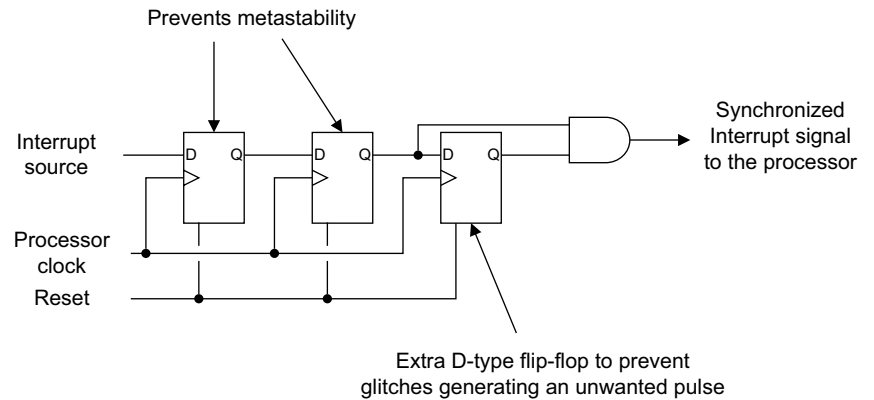 Prevents metastability
Interrupt
source
D Q
D Q
D Q
Synchronized
Interrupt signal
to the processor
Processor
clock
Reset
Extra D-type flip-flop to prevent
glitches generating an unwanted pulse